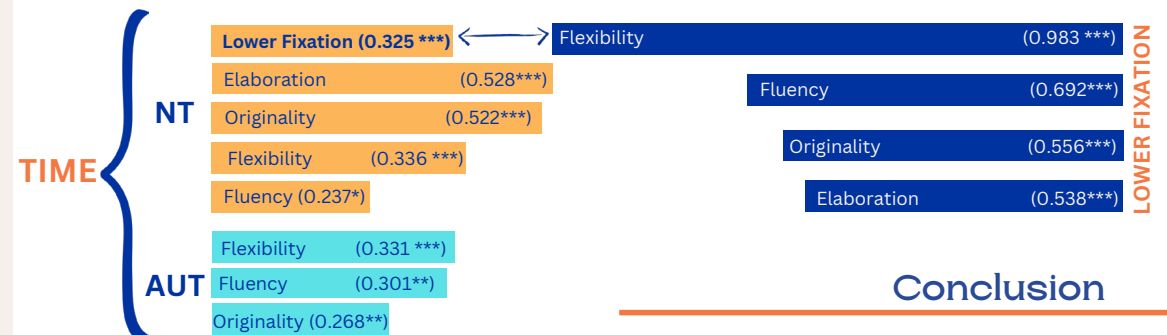 TIME
NT
Lower Fixation (0.325 ***)
Elaboration (0.528***)
Originality (0.522***)
Flexibility (0.336 ***)
Fluency (0.237*)
AUT
Flexibility (0.331 ***)
Fluency (0.301**)
Originality (0.268**)
Flexibility (0.983 ***)
Fluency (0.692***)
Originality (0.556***)
Elaboration (0.538***)
LOWER FIXATION
Conclusion